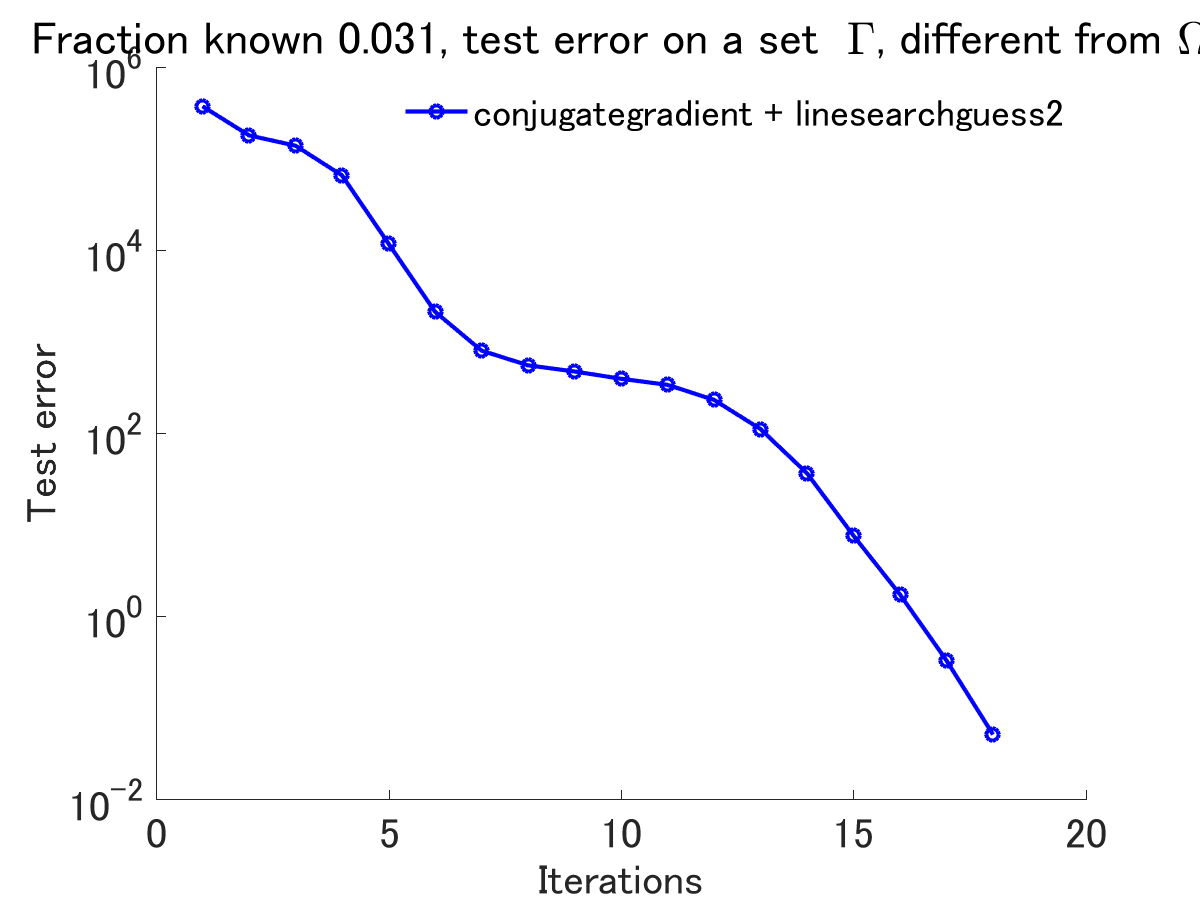 Fraction known 0.031, test error on a set Γ, different from Ω
10^6
conjugategradient + linesearchguess2
10^4
10^2
10^0
10^−2
Test error
0 5 10 15 20
Iterations